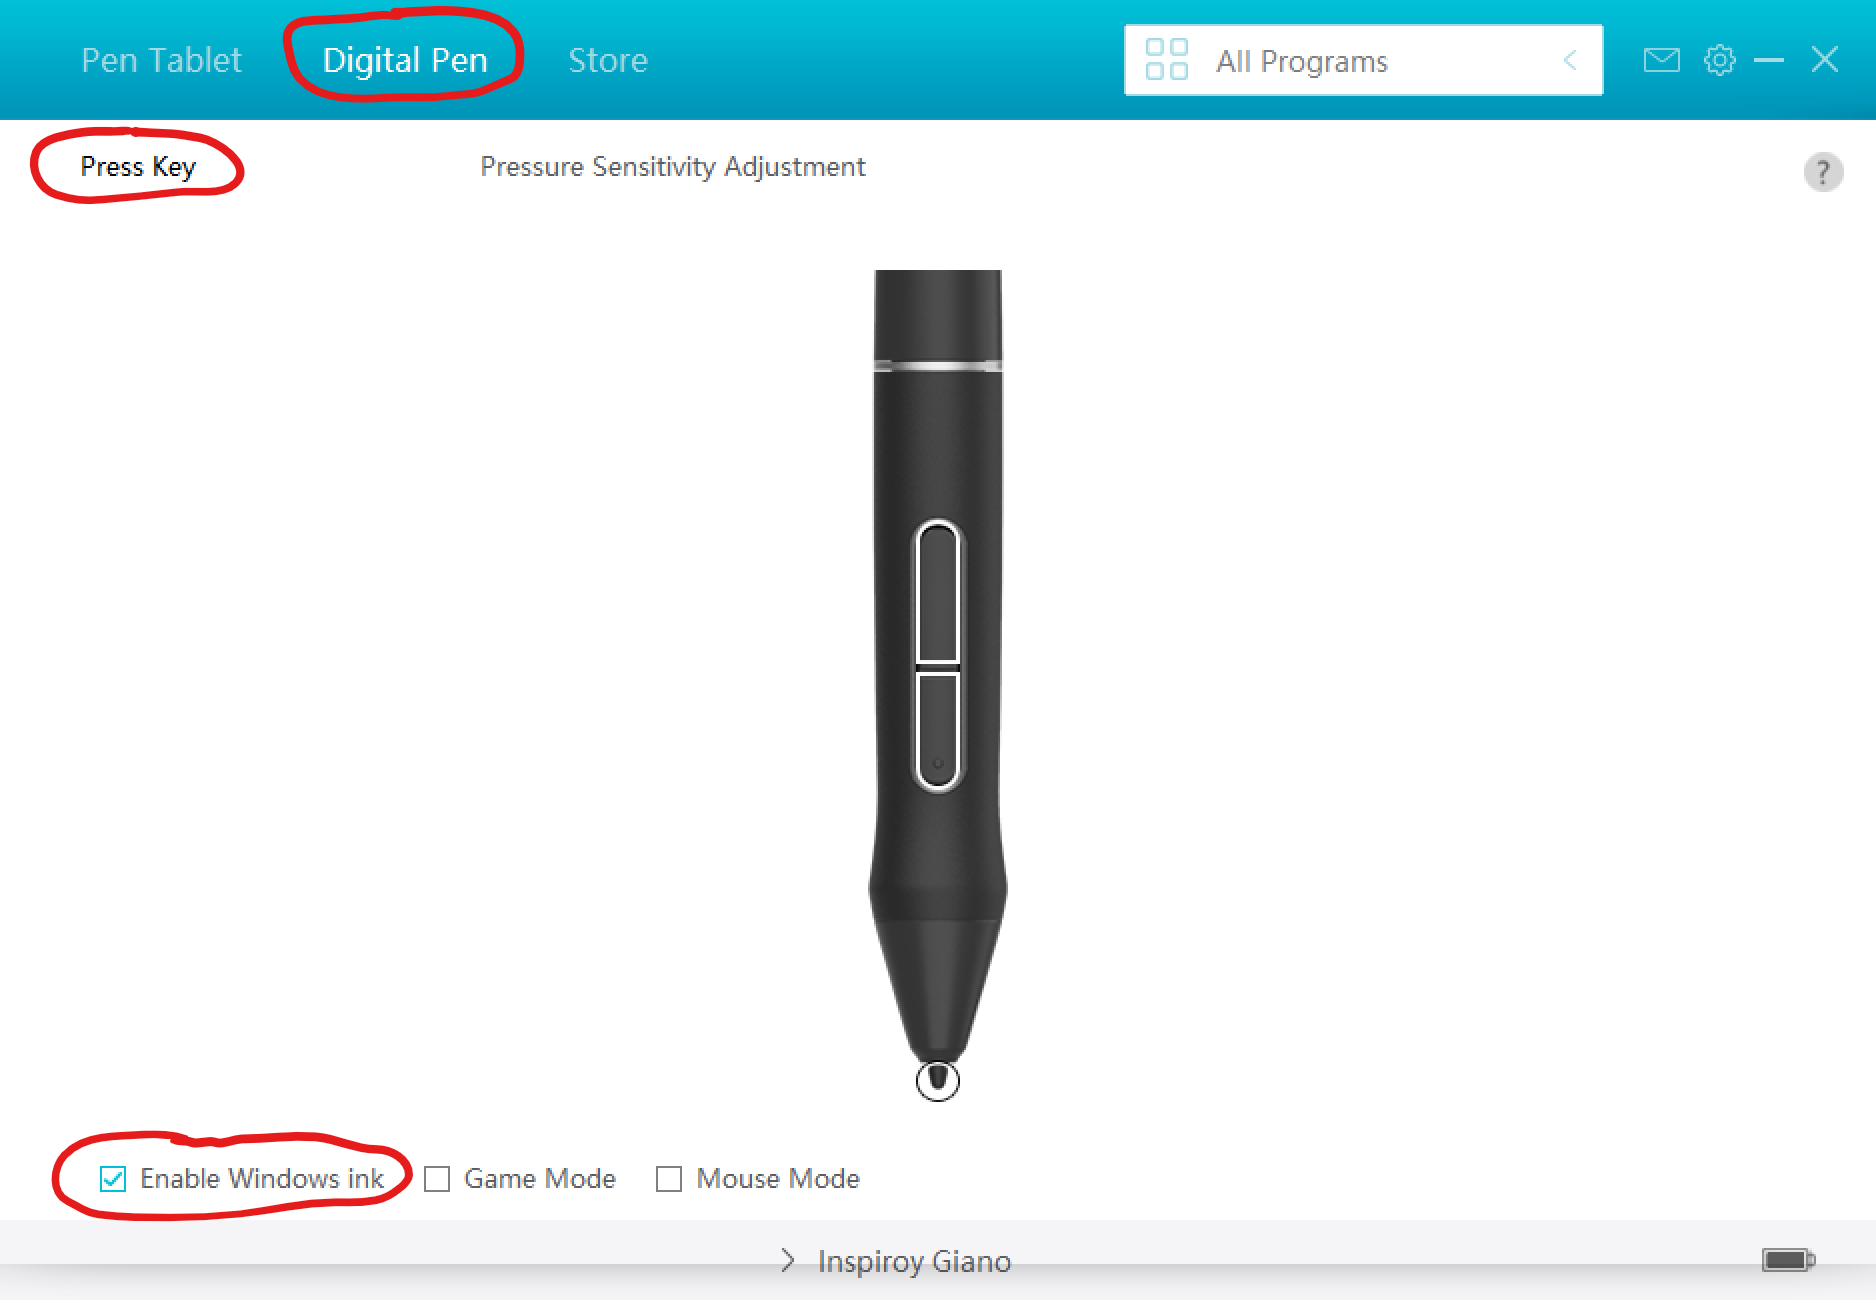 Pen Tablet Digital Pen Store All Programs
Press Key Pressure Sensitivity Adjustment ?
Enable Windows ink Game Mode Mouse Mode
Inspiroy Giano